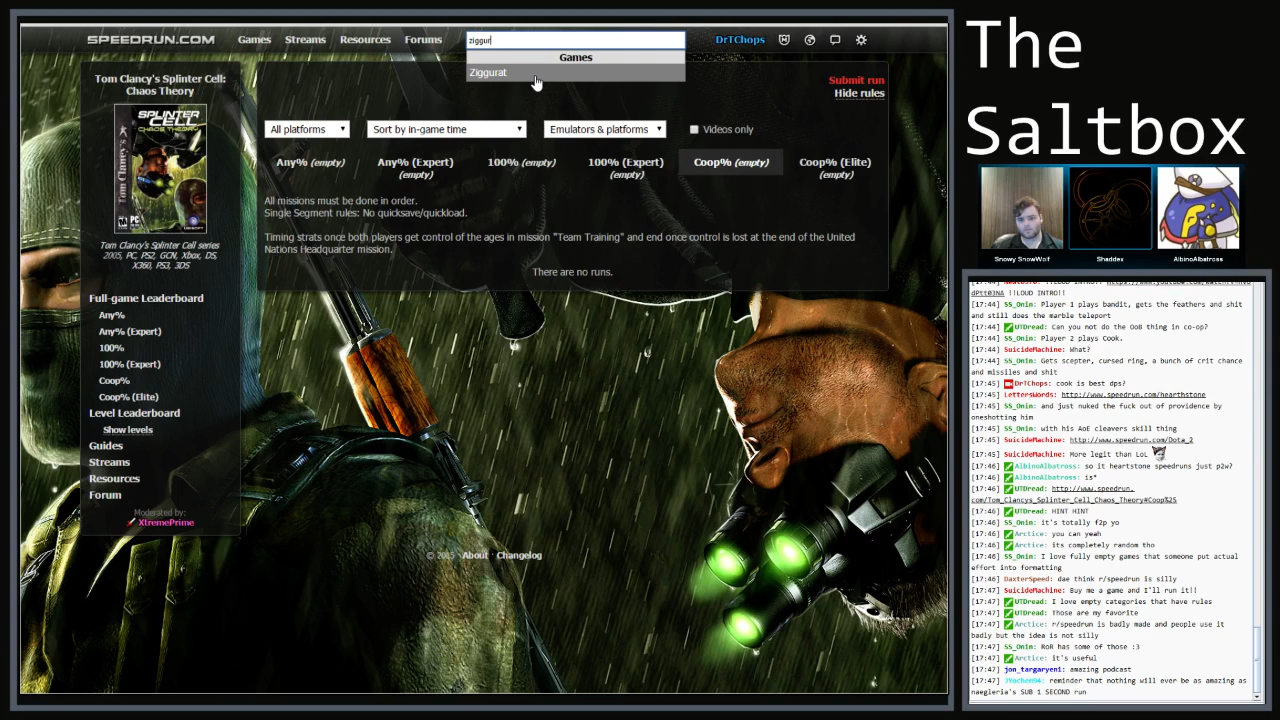 SPEEDRUN.COM
Games
Streams
Resources
Forums
ziggur
DrTChops
Games
Ziggurat
Tom Clancy's Splinter Cell:
Chaos Theory
SPLINTER
CELL
CHAOS THEORY
Tom Clancy's
PC
UBISOFT
Tom Clancy's Splinter Cell series
2005, PC, PS2, GCN, Xbox, DS,
X360, PS3, 3DS
Full-game Leaderboard
Any%
Any% (Expert)
100%
100% (Expert)
Coop%
Coop% (Elite)
Level Leaderboard
Show levels
Guides
Streams
Resources
Forum
Moderated by:
XtremePrime
Submit run
Hide rules
All platforms
Sort by in-game time
Emulators & platforms
Videos only
Any% (empty)
Any% (Expert)
(empty)
100% (empty)
100% (Expert)
(empty)
Coop% (empty)
Coop% (Elite)
(empty)
All missions must be done in order.
Single Segment rules: No quicksave/quickload.
Timing strats once both players get control of the ages in mission "Team Training" and end once control is lost at the end of the United
Nations Headquarter mission.
There are no runs.
2015 · About · Changelog
The
Saltbox
Snowy SnowWolf
Shaddex
AlbinoAlbatross
dPtt03NA !!LOUD INTRO!!
[17:44] SS_Onin: Player 1 plays bandit, gets the feathers and shit
and still does the marble teleport
[17:44] UTDread: Can you not do the OoB thing in co-op?
[17:44] SS_Onin: Player 2 plays Cook.
[17:44] SuicideMachine: What?
[17:44] SS_Onin: Gets scepter, cursed ring, a bunch of crit chance
and missiles and shit
[17:45] DrTChops: cook is best dps?
[17:45] LettersWords: http://www.speedrun.com/hearthstone
[17:45] SS_Onin: and just nuked the fuck out of providence by
oneshotting him
[17:45] SS_Onin: with his AoE cleavers skill thing
[17:45] SuicideMachine: http://www.speedrun.com/Dota_2
[17:45] SuicideMachine: More legit than LoL
[17:46] AlbinoAlbatross: so it heartstone speedruns just p2w?
[17:46] AlbinoAlbatross: is*
[17:46] UTDread: http://www.speedrun.
com/Tom_Clancys_Splinter_Cell_Chaos_Theory#Coop%25
[17:46] UTDread: HINT HINT
[17:46] SS_Onin: it's totally f2p yo
[17:46] Arctice: you can yeah
[17:46] Arctice: its completely random tho
[17:46] SS_Onin: I love fully empty games that someone put actual
effort into formatting
[17:46] DaxterSpeed: dae think r/speedrun is silly
[17:47] SuicideMachine: Buy me a game and I'll run it!!
[17:47] UTDread: I love empty categories that have rules
[17:47] UTDread: Those are my favorite
[17:47] Arctice: r/speedrun is badly made and people use it
badly but the idea is not silly
[17:47] SS_Onin: RoR has some of those :3
[17:47] Arctice: it's useful
[17:47] jon_targaryen1: amazing podcast
[17:47] JYochem94: reminder that nothing will ever be as amazing as
naegleria's SUB 1 SECOND run